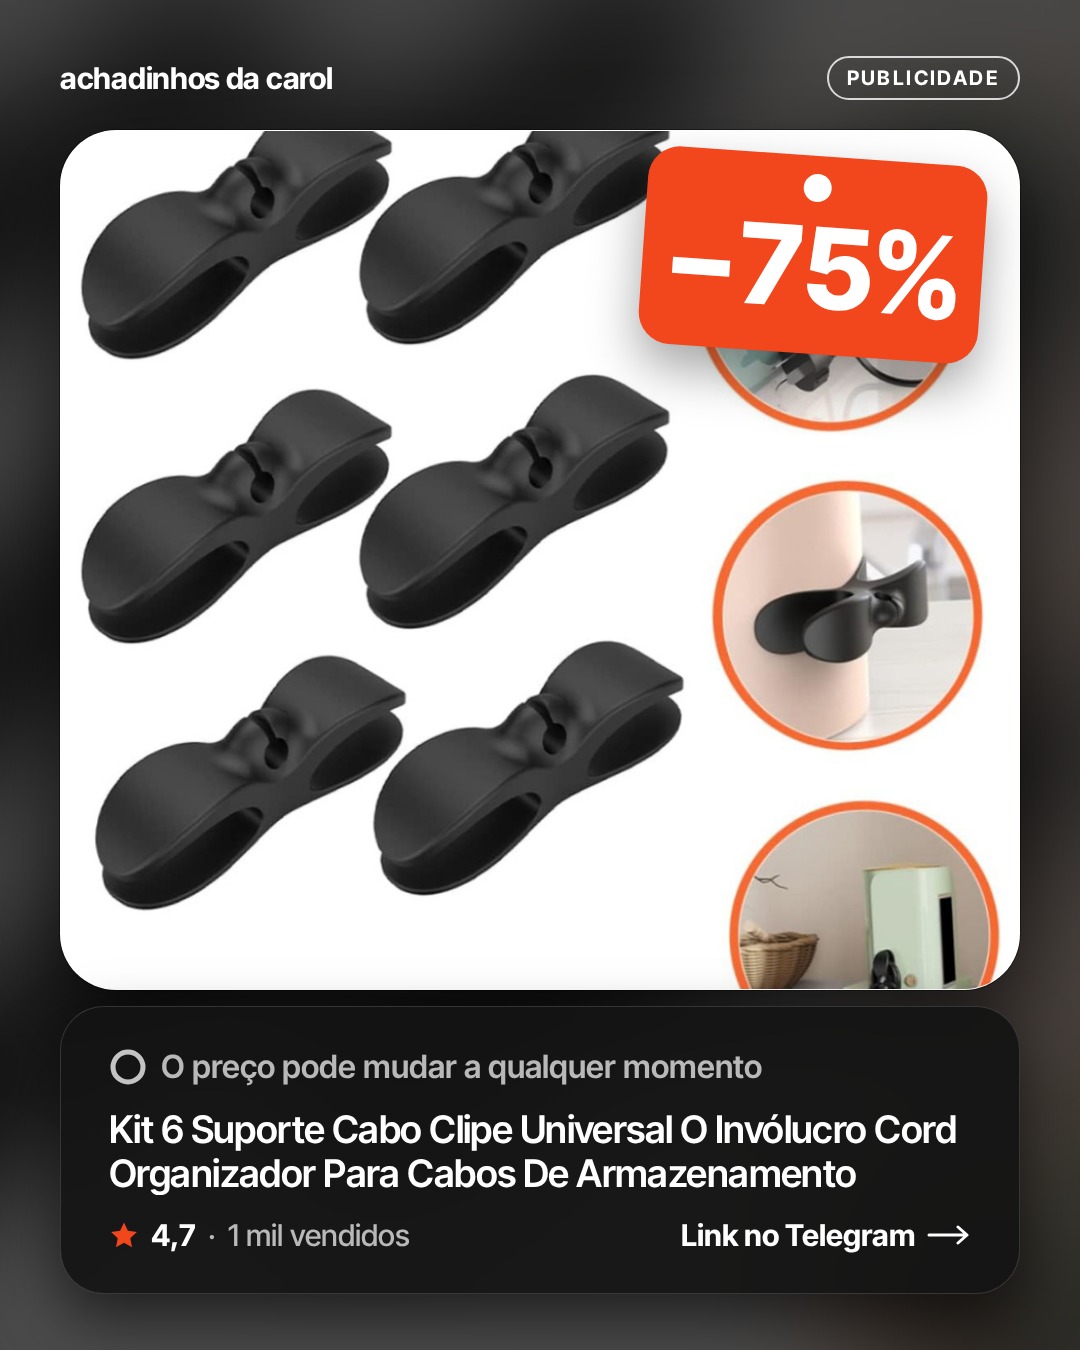 achadinhos da carol
PUBLICIDADE
−75%
O preço pode mudar a qualquer momento
Kit 6 Suporte Cabo Clipe Universal O Invólucro Cord
Organizador Para Cabos De Armazenamento
4,7 · 1 mil vendidos
Link no Telegram →